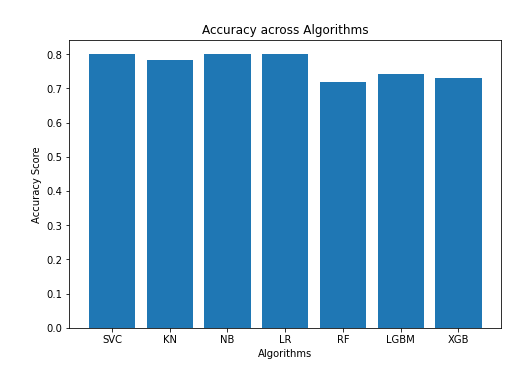 Accuracy across Algorithms
Accuracy Score
0.8
0.7
0.6
0.5
0.4
0.3
0.2
0.1
0.0
SVC KN NB LR RF LGBM XGB
Algorithms